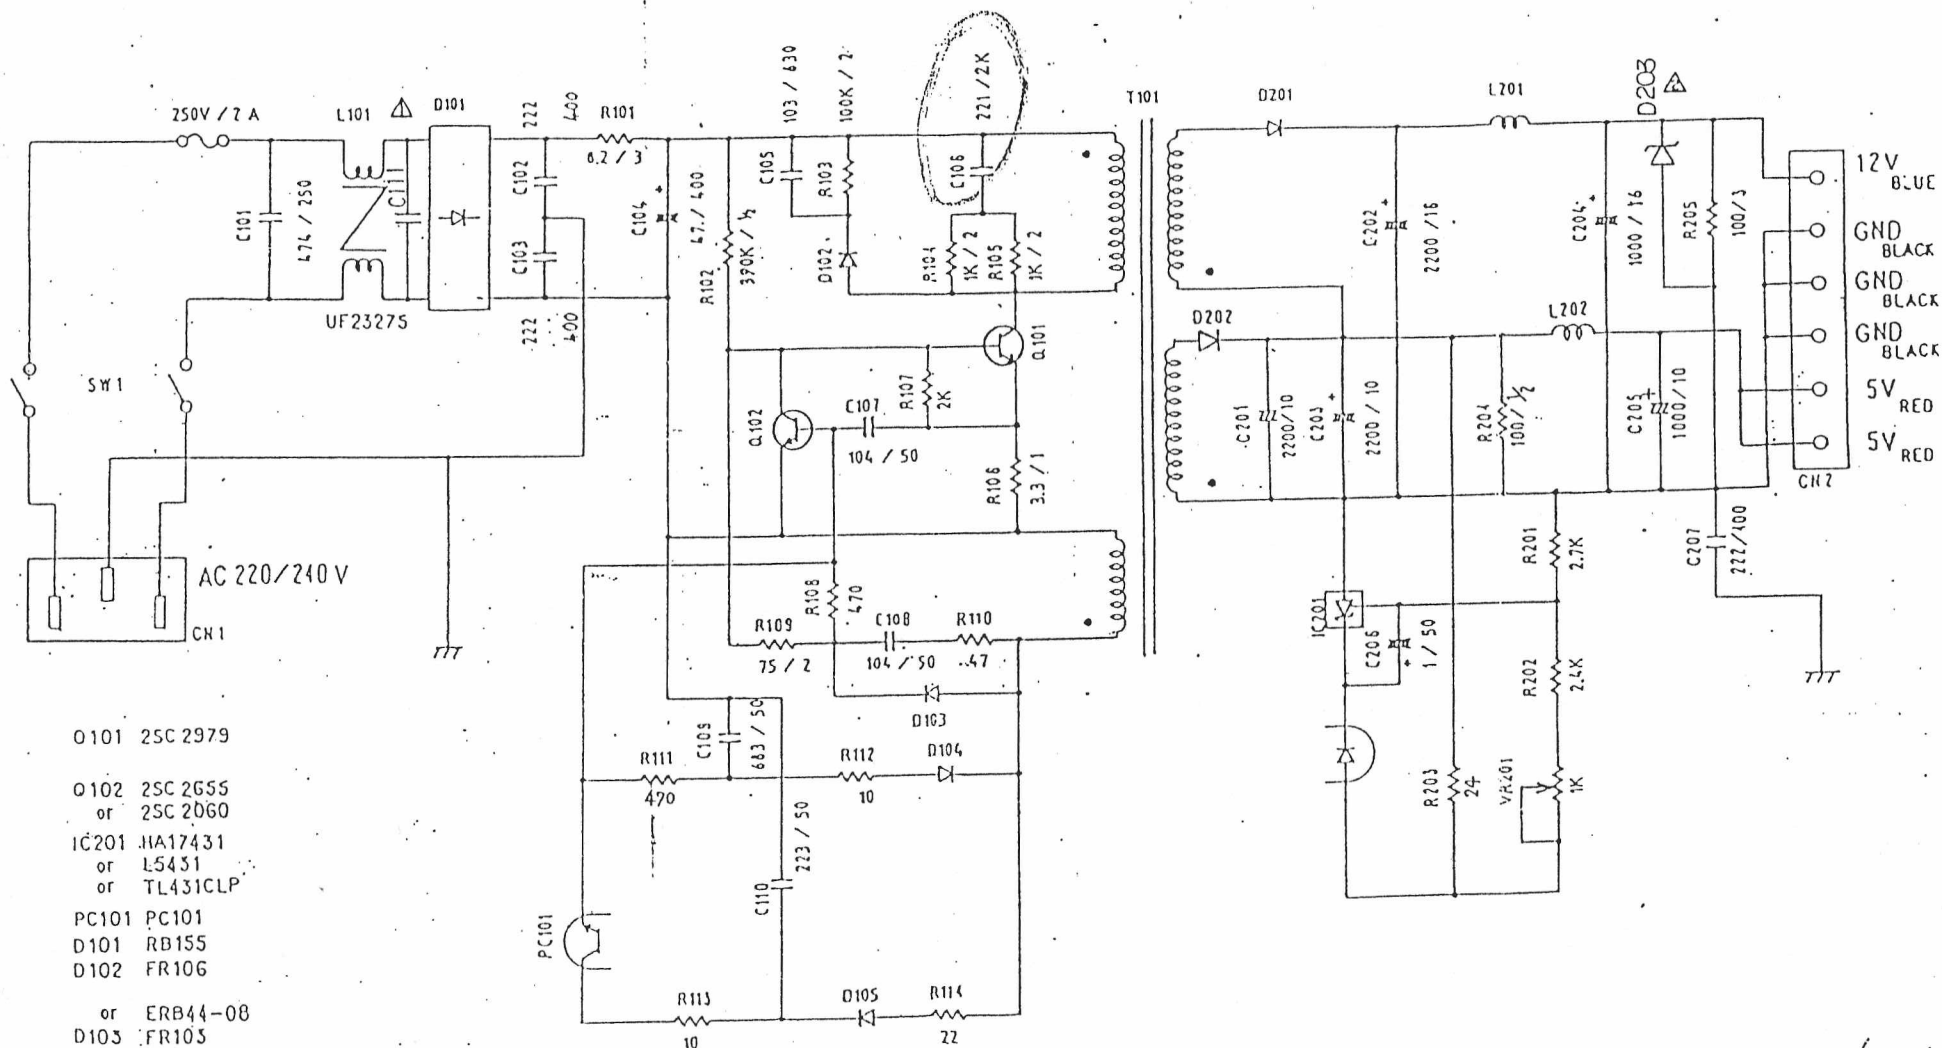 250V / 2 A
L101
D101
222
400
R101
8.2 / 3
103 / 630
100K / 2
221 / 2K
T101
D201
L201
D203
C101
474 / 250
C111
C102
C103
C104
+
47 / 400
R102
390K / ½
C105
R103
D102
C106
R104
1K / 2
R105
1K / 2
UF23275
222
400
C202
+
2200 / 16
C204
+
1000 / 16
R205
100/3
12V
BLUE
GND
BLACK
GND
BLACK
GND
BLACK
5V
RED
5V
RED
CN2
SW1
Q101
Q102
C107
104 / 50
R107
2K
R106
3.3 / 1
D202
L202
C201
2200/10
C203
+
2200 / 10
R204
100/½
C205
+
1000/10
AC 220/240 V
CN1
R108
470
R109
75 / 2
C108
104 / 50
R110
47
D103
IC201
C206
+
1 / 50
R201
2.7K
C207
222/400
R202
2.4K
R203
24
VR201
1K
C109
683 / 50
R111
470
R112
10
D104
C110
223 / 50
PC101
R113
10
D105
R114
22
Q101 2SC 2979
Q102 2SC 2655
or 2SC 2060
IC201 HA17431
or L5431
or TL431CLP
PC101 PC101
D101 RB155
D102 FR106
or ERB44-08
D103 FR103